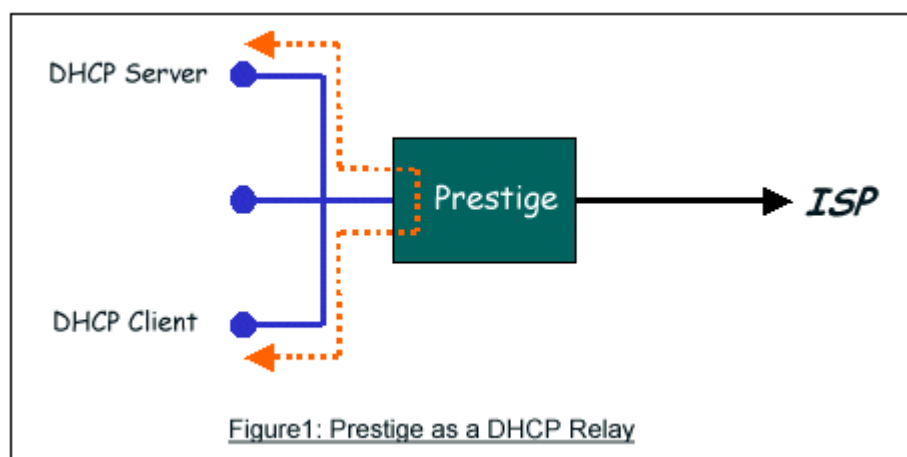 DHCP Server
Prestige
ISP
DHCP Client
Figure1: Prestige as a DHCP Relay